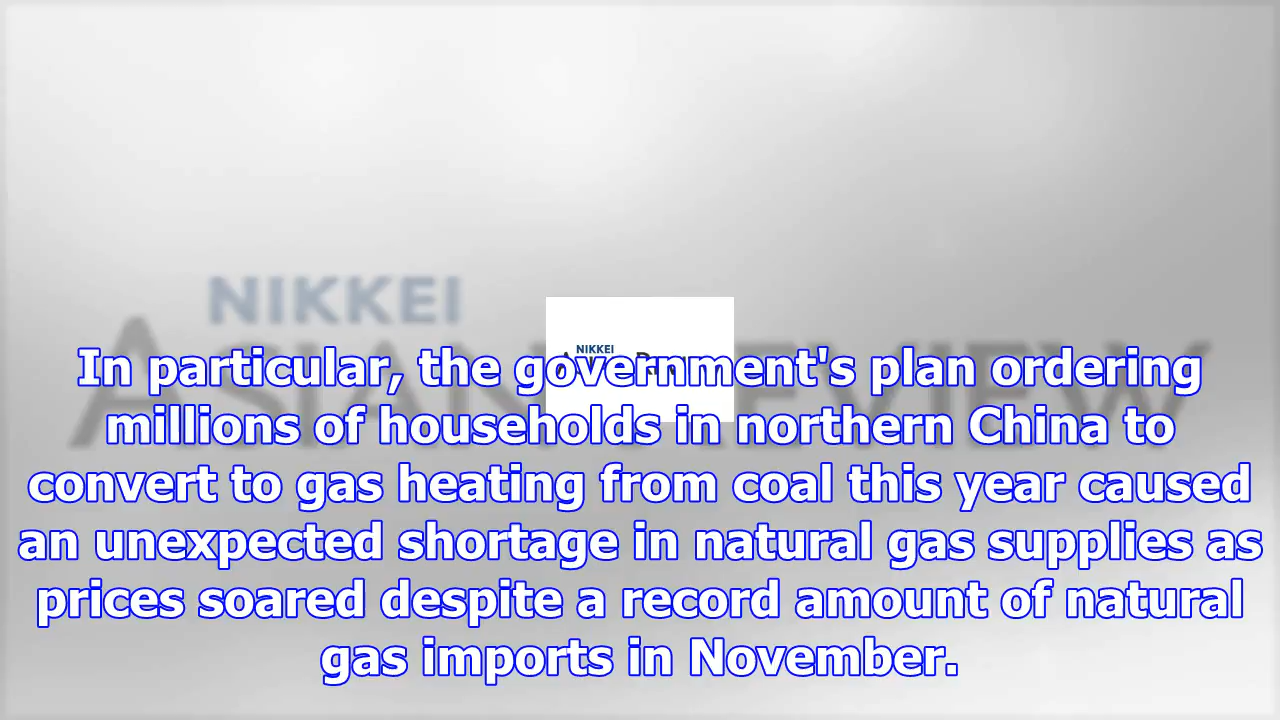 NIKKEI
ASIAN REVIEW
NIKKEI
In particular, the government's plan ordering
millions of households in northern China to
convert to gas heating from coal this year caused
an unexpected shortage in natural gas supplies as
prices soared despite a record amount of natural
gas imports in November.